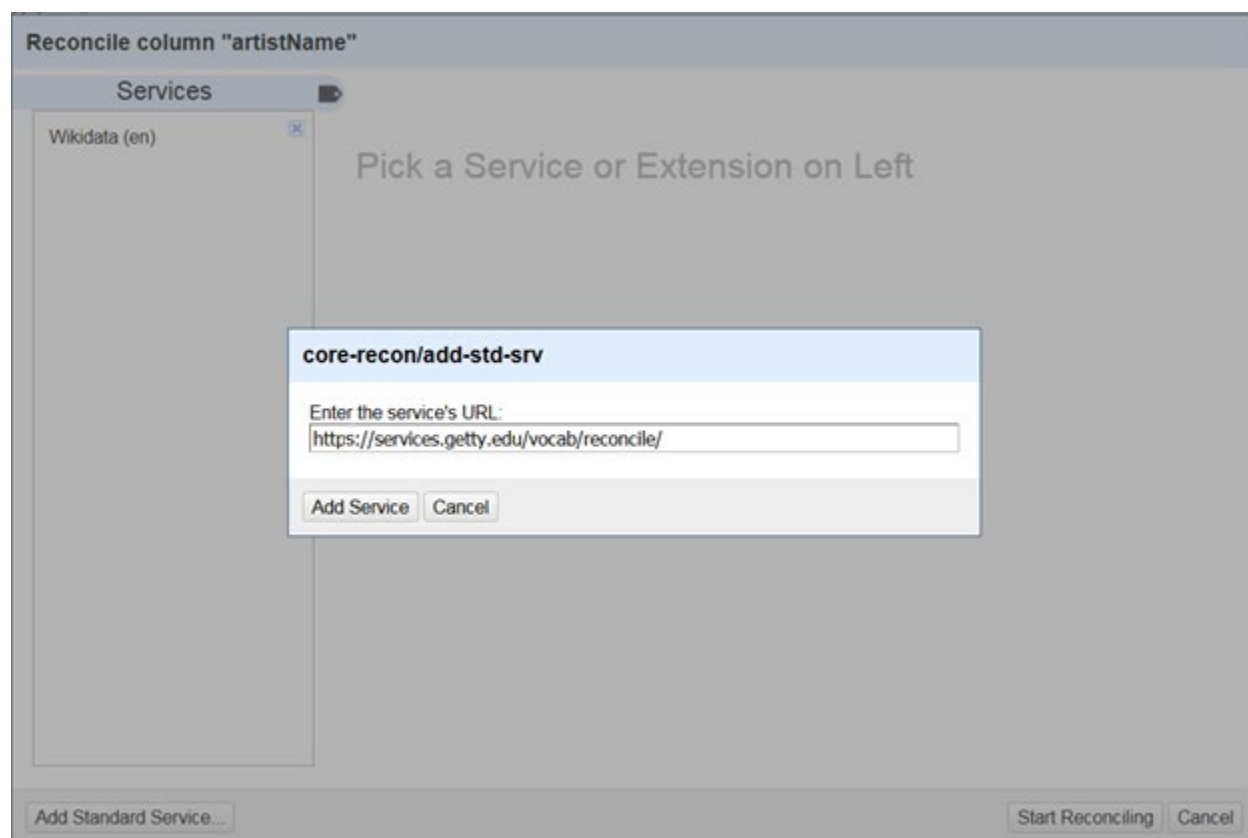 Reconcile column "artistName"
Services
Wikidata (en)
Pick a Service or Extension on Left
core-recon/add-std-srv
Enter the service's URL:
https://services.getty.edu/vocab/reconcile/
Add Service Cancel
Add Standard Service... Start Reconciling Cancel